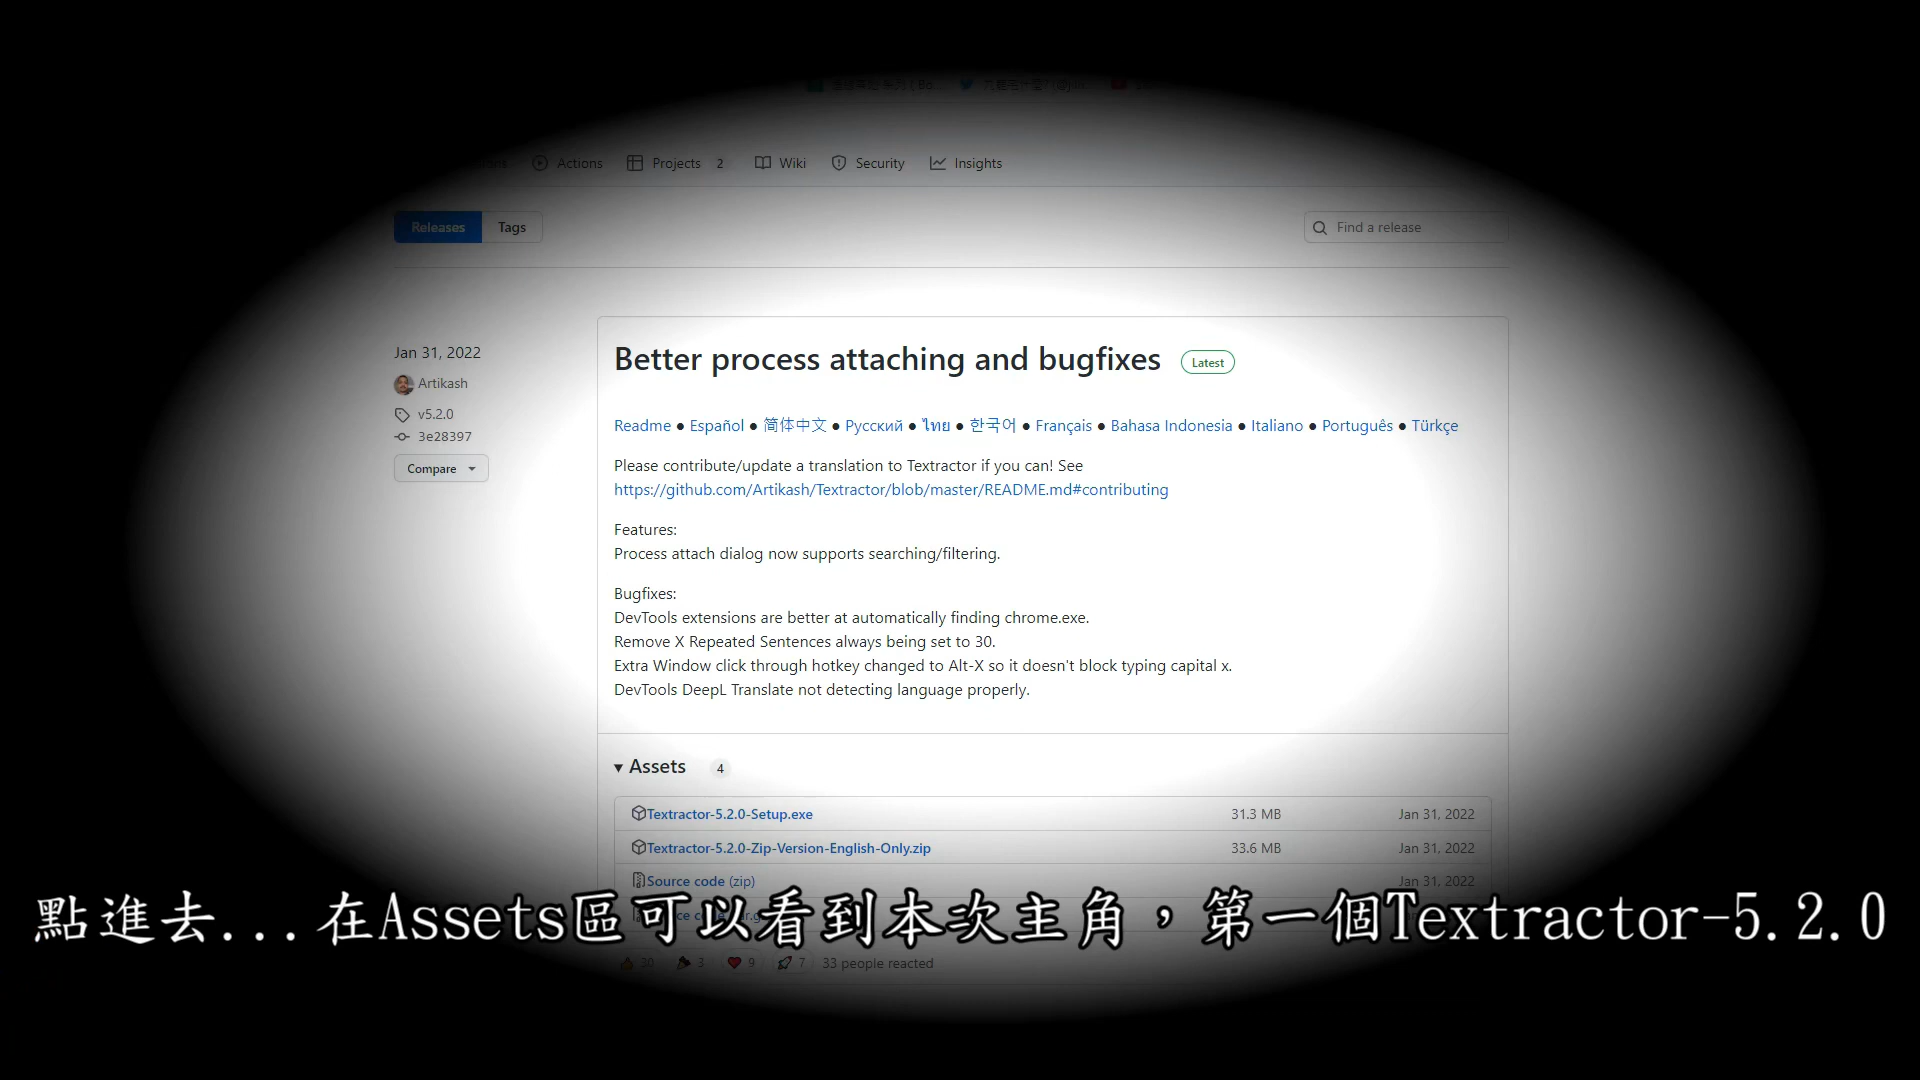 Actions Projects 2 Wiki Security Insights
Releases Tags Find a release
Jan 31, 2022
Artikash
v5.2.0
3e28397
Compare
Better process attaching and bugfixes Latest
Readme ● Español ● 简体中文 ● Русский ● ไทย ● 한국어 ● Français ● Bahasa Indonesia ● Italiano ● Português ● Türkçe
Please contribute/update a translation to Textractor if you can! See
https://github.com/Artikash/Textractor/blob/master/README.md#contributing
Features:
Process attach dialog now supports searching/filtering.
Bugfixes:
DevTools extensions are better at automatically finding chrome.exe.
Remove X Repeated Sentences always being set to 30.
Extra Window click through hotkey changed to Alt-X so it doesn't block typing capital x.
DevTools DeepL Translate not detecting language properly.
Assets 4
Textractor-5.2.0-Setup.exe 31.3 MB Jan 31, 2022
Textractor-5.2.0-Zip-Version-English-Only.zip 33.6 MB Jan 31, 2022
Source code (zip) Jan 31, 2022
點進去...在Assets區可以看到本次主角，第一個Textractor-5.2.0
30 3 9 7 33 people reacted